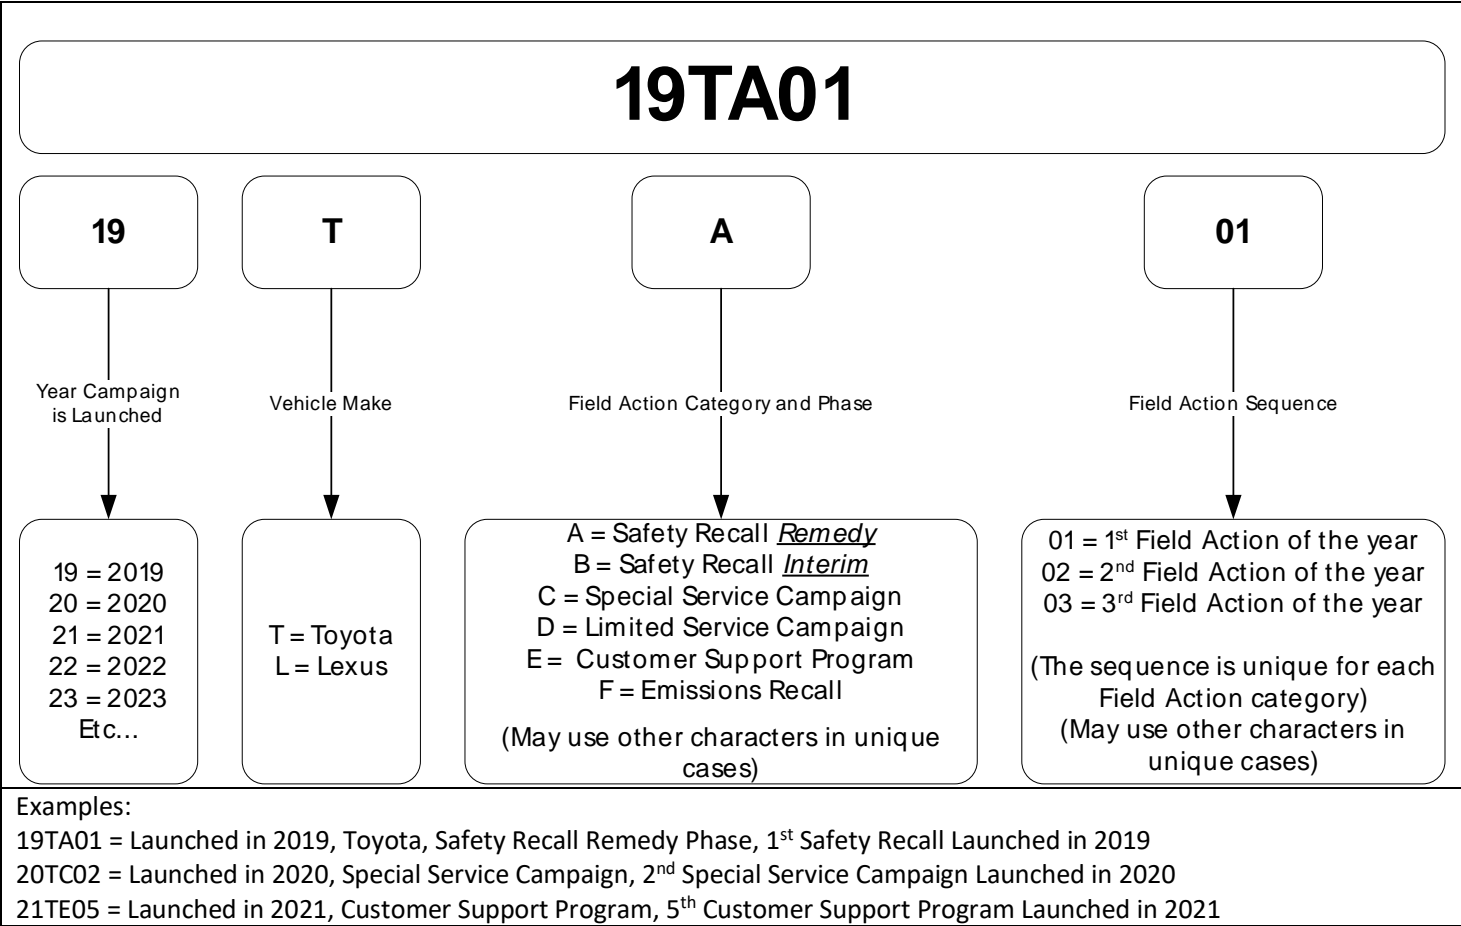 19TA01
19
T
A
01
Year Campaign
is Launched
Vehicle Make
Field Action Category and Phase
Field Action Sequence
19 = 2019
20 = 2020
21 = 2021
22 = 2022
23 = 2023
Etc...
T = Toyota
L = Lexus
A = Safety Recall Remedy
B = Safety Recall Interim
C = Special Service Campaign
D = Limited Service Campaign
E = Customer Support Program
F = Emissions Recall
(May use other characters in unique
cases)
01 = 1st Field Action of the year
02 = 2nd Field Action of the year
03 = 3rd Field Action of the year
(The sequence is unique for each
Field Action category)
(May use other characters in
unique cases)
Examples:
19TA01 = Launched in 2019, Toyota, Safety Recall Remedy Phase, 1st Safety Recall Launched in 2019
20TC02 = Launched in 2020, Special Service Campaign, 2nd Special Service Campaign Launched in 2020
21TE05 = Launched in 2021, Customer Support Program, 5th Customer Support Program Launched in 2021